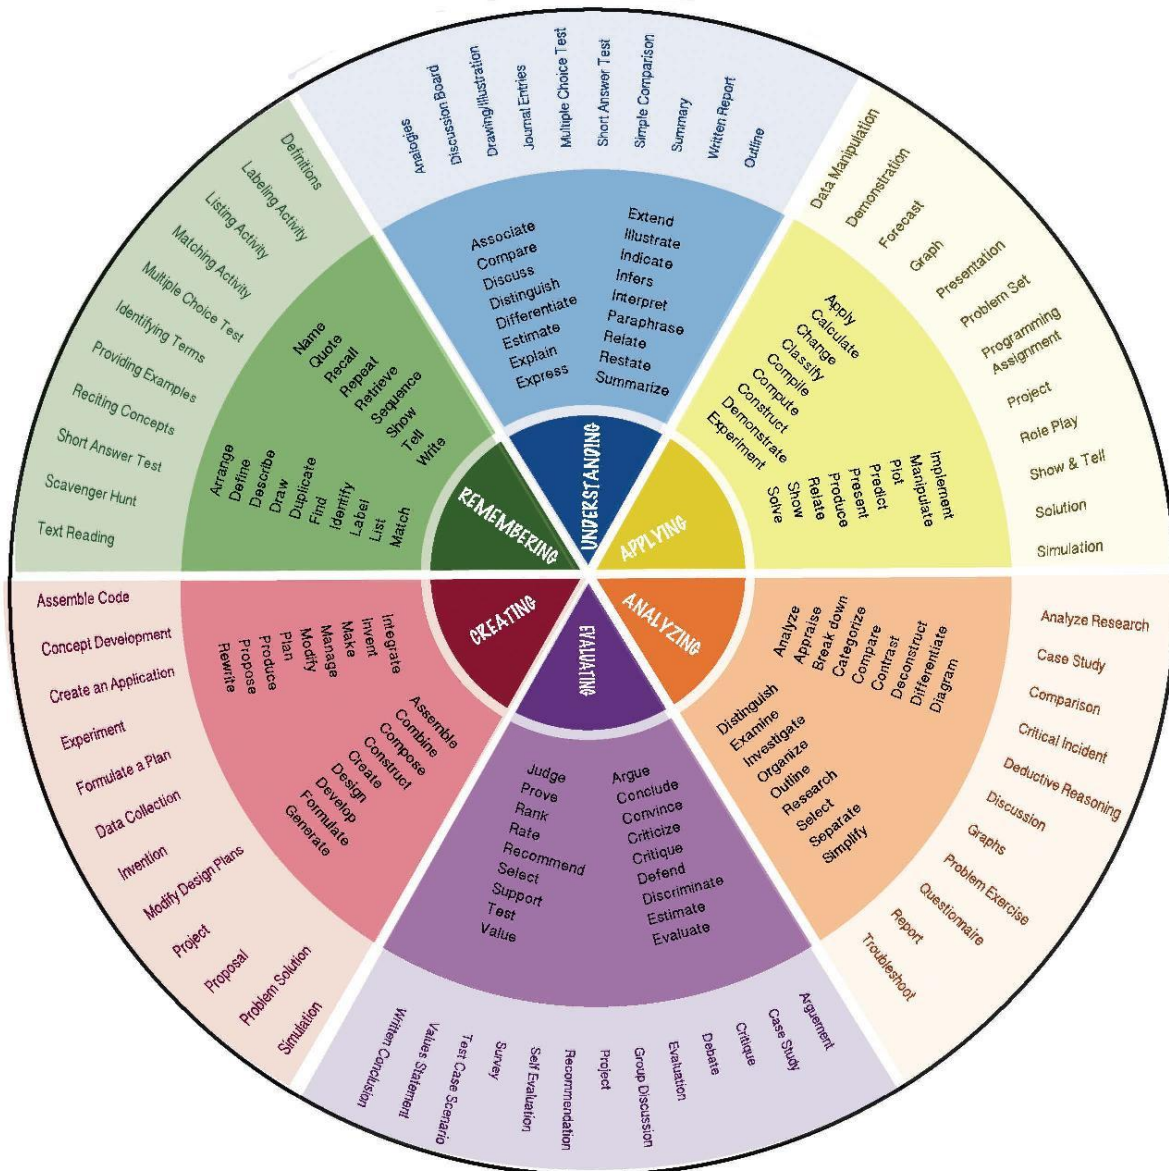 REMEMBERING
Name
Quote
Recall
Repeat
Retrieve
Sequence
Show
Tell
Write
Arrange
Define
Describe
Draw
Duplicate
Find
Identify
Label
List
Match
Definitions
Labeling Activity
Listing Activity
Matching Activity
Multiple Choice Test
Identifying Terms
Providing Examples
Reciting Concepts
Short Answer Test
Scavenger Hunt
Text Reading
UNDERSTANDING
Associate
Compare
Discuss
Distinguish
Differentiate
Estimate
Explain
Express
Extend
Illustrate
Indicate
Infers
Interpret
Paraphrase
Relate
Restate
Summarize
Analogies
Discussion Board
Drawing/Illustration
Journal Entries
Multiple Choice Test
Short Answer Test
Simple Comparison
Summary
Written Report
Outline
APPLYING
Apply
Calculate
Change
Classify
Compile
Compute
Construct
Demonstrate
Experiment
Implement
Manipulate
Plot
Predict
Present
Produce
Relate
Show
Solve
Data Manipulation
Demonstration
Forecast
Graph
Presentation
Problem Set
Programming
Assignment
Project
Role Play
Show & Tell
Solution
Simulation
ANALYZING
Analyze
Appraise
Break down
Categorize
Compare
Contrast
Deconstruct
Differentiate
Diagram
Distinguish
Examine
Investigate
Organize
Outline
Research
Select
Separate
Simplify
Analyze Research
Case Study
Comparison
Critical Incident
Deductive Reasoning
Discussion
Graphs
Problem Exercise
Questionnaire
Report
Troubleshoot
EVALUATING
Argue
Conclude
Convince
Criticize
Critique
Defend
Discriminate
Estimate
Evaluate
Judge
Prove
Rank
Rate
Recommend
Select
Support
Test
Value
Arguement
Case Study
Critique
Debate
Evaluation
Group Discussion
Project
Recommendation
Self Evaluation
Survey
Test Case Scenario
Values Statement
Written Conclusion
CREATING
Assemble
Combine
Compose
Construct
Create
Design
Develop
Formulate
Generate
Integrate
Invent
Make
Manage
Modify
Plan
Produce
Propose
Rewrite
Assemble Code
Concept Development
Create an Application
Experiment
Formulate a Plan
Data Collection
Invention
Modify Design Plans
Project
Proposal
Problem Solution
Simulation